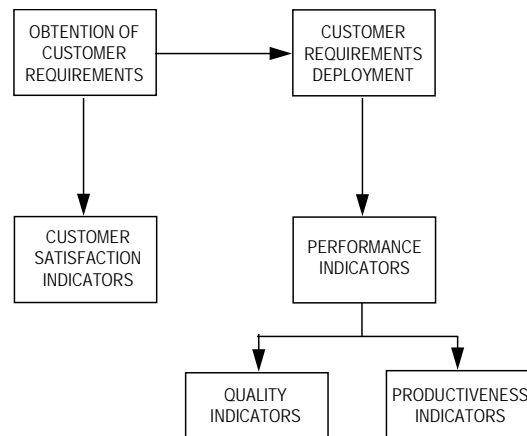 OBTENTION OF
CUSTOMER
REQUIREMENTS
CUSTOMER
REQUIREMENTS
DEPLOYMENT
CUSTOMER
SATISFACTION
INDICATORS
PERFORMANCE
INDICATORS
QUALITY
INDICATORS
PRODUCTIVENESS
INDICATORS